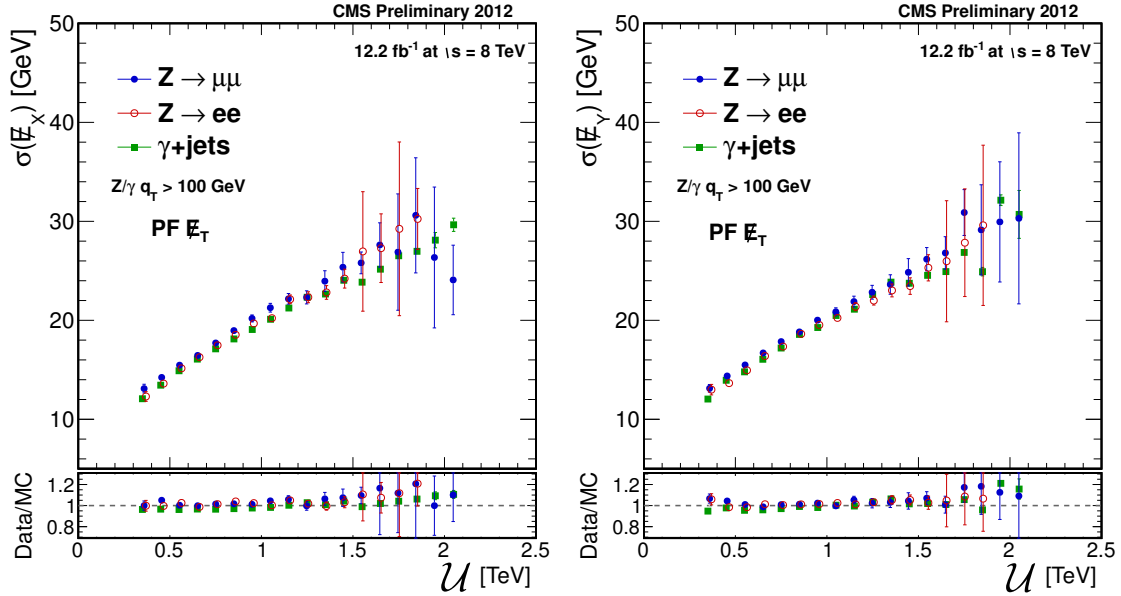 CMS Preliminary 2012
12.2 fb⁻¹ at \s = 8 TeV
σ(E̸_X) [GeV]
50
40
30
20
10
Z → μμ
Z → ee
γ+jets
Z/γ q_T > 100 GeV
PF E̸_T
Data/MC
1.2
1
0.8
0
0.5
1
1.5
2
2.5
U [TeV]
CMS Preliminary 2012
12.2 fb⁻¹ at \s = 8 TeV
σ(E̸_Y) [GeV]
50
40
30
20
10
Z → μμ
Z → ee
γ+jets
Z/γ q_T > 100 GeV
PF E̸_T
Data/MC
1.2
1
0.8
0
0.5
1
1.5
2
2.5
U [TeV]